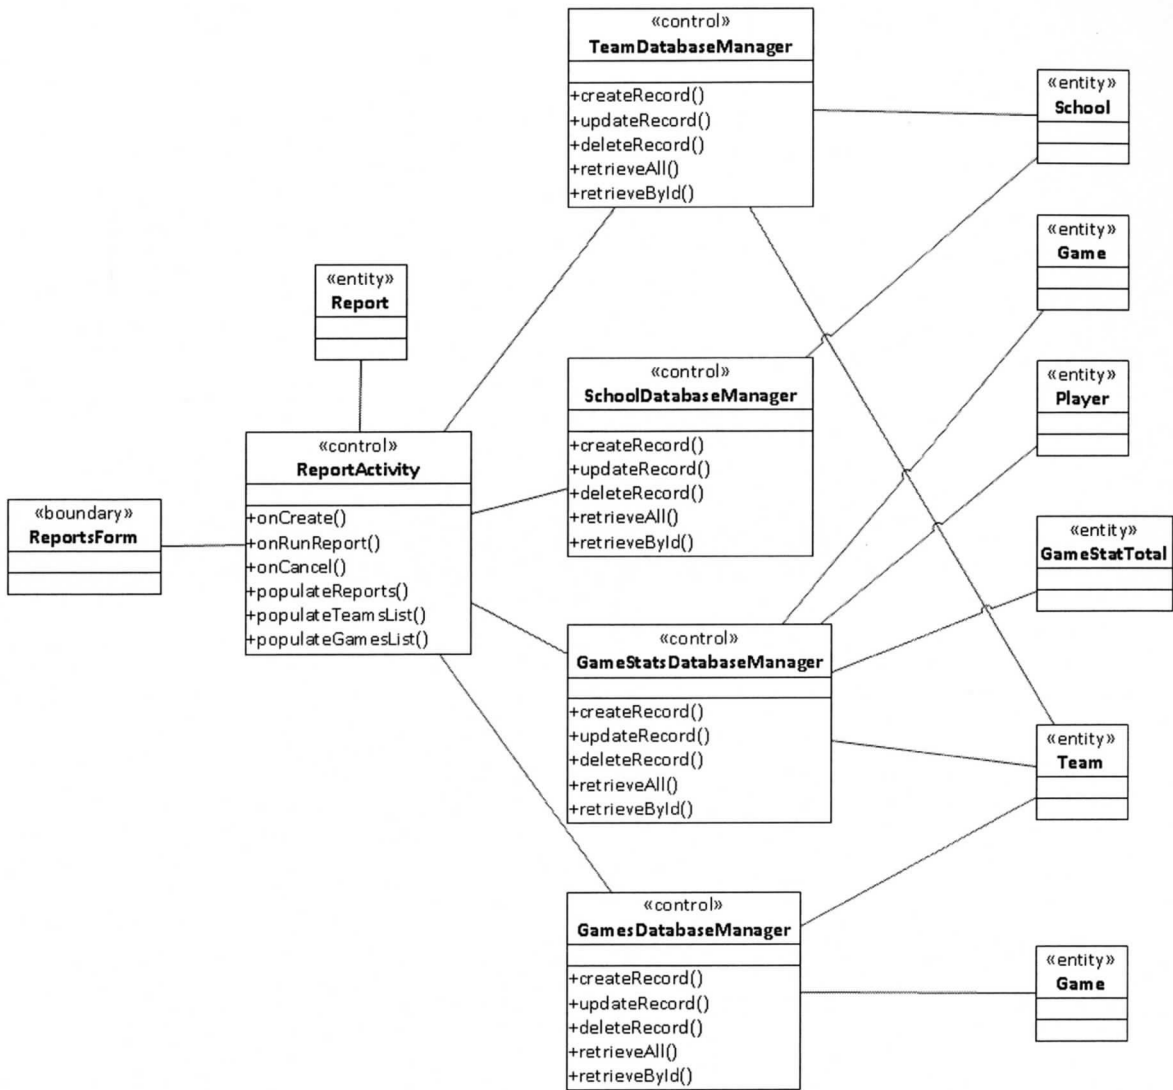 «control»
TeamDatabaseManager
+createRecord()
+updateRecord()
+deleteRecord()
+retrieveAll()
+retrieveById()
«entity»
School
«entity»
Game
«entity»
Report
«control»
SchoolDatabaseManager
+createRecord()
+updateRecord()
+deleteRecord()
+retrieveAll()
+retrieveById()
«entity»
Player
«control»
ReportActivity
+onCreate()
+onRunReport()
+onCancel()
+populateReports()
+populateTeamsList()
+populateGamesList()
«boundary»
ReportsForm
«entity»
GameStatTotal
«control»
GameStatsDatabaseManager
+createRecord()
+updateRecord()
+deleteRecord()
+retrieveAll()
+retrieveById()
«entity»
Team
«control»
GamesDatabaseManager
+createRecord()
+updateRecord()
+deleteRecord()
+retrieveAll()
+retrieveById()
«entity»
Game